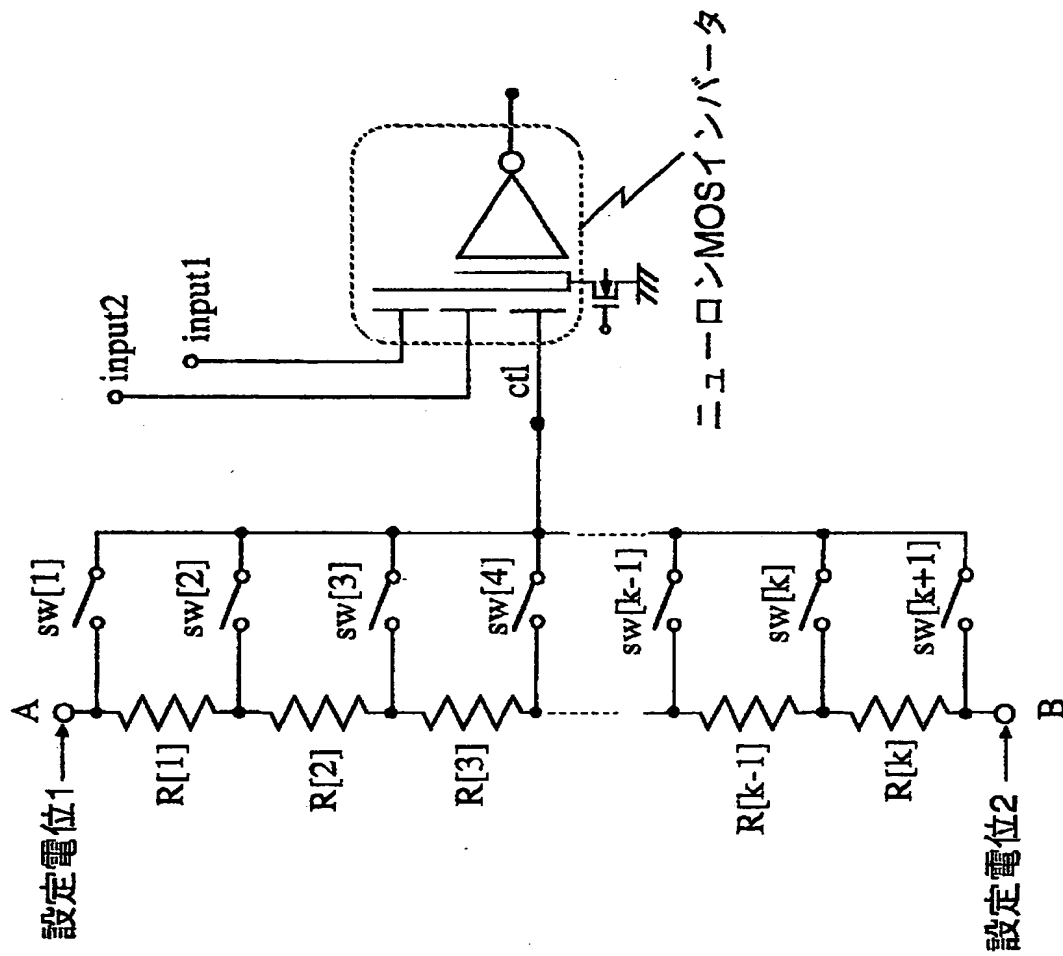 設定電位1
A
R[1]
R[2]
R[3]
R[k-1]
R[k]
設定電位2
B
sw[1]
sw[2]
sw[3]
sw[4]
sw[k-1]
sw[k]
sw[k+1]
input2
input1
ctl
ニューロンMOSインバータ